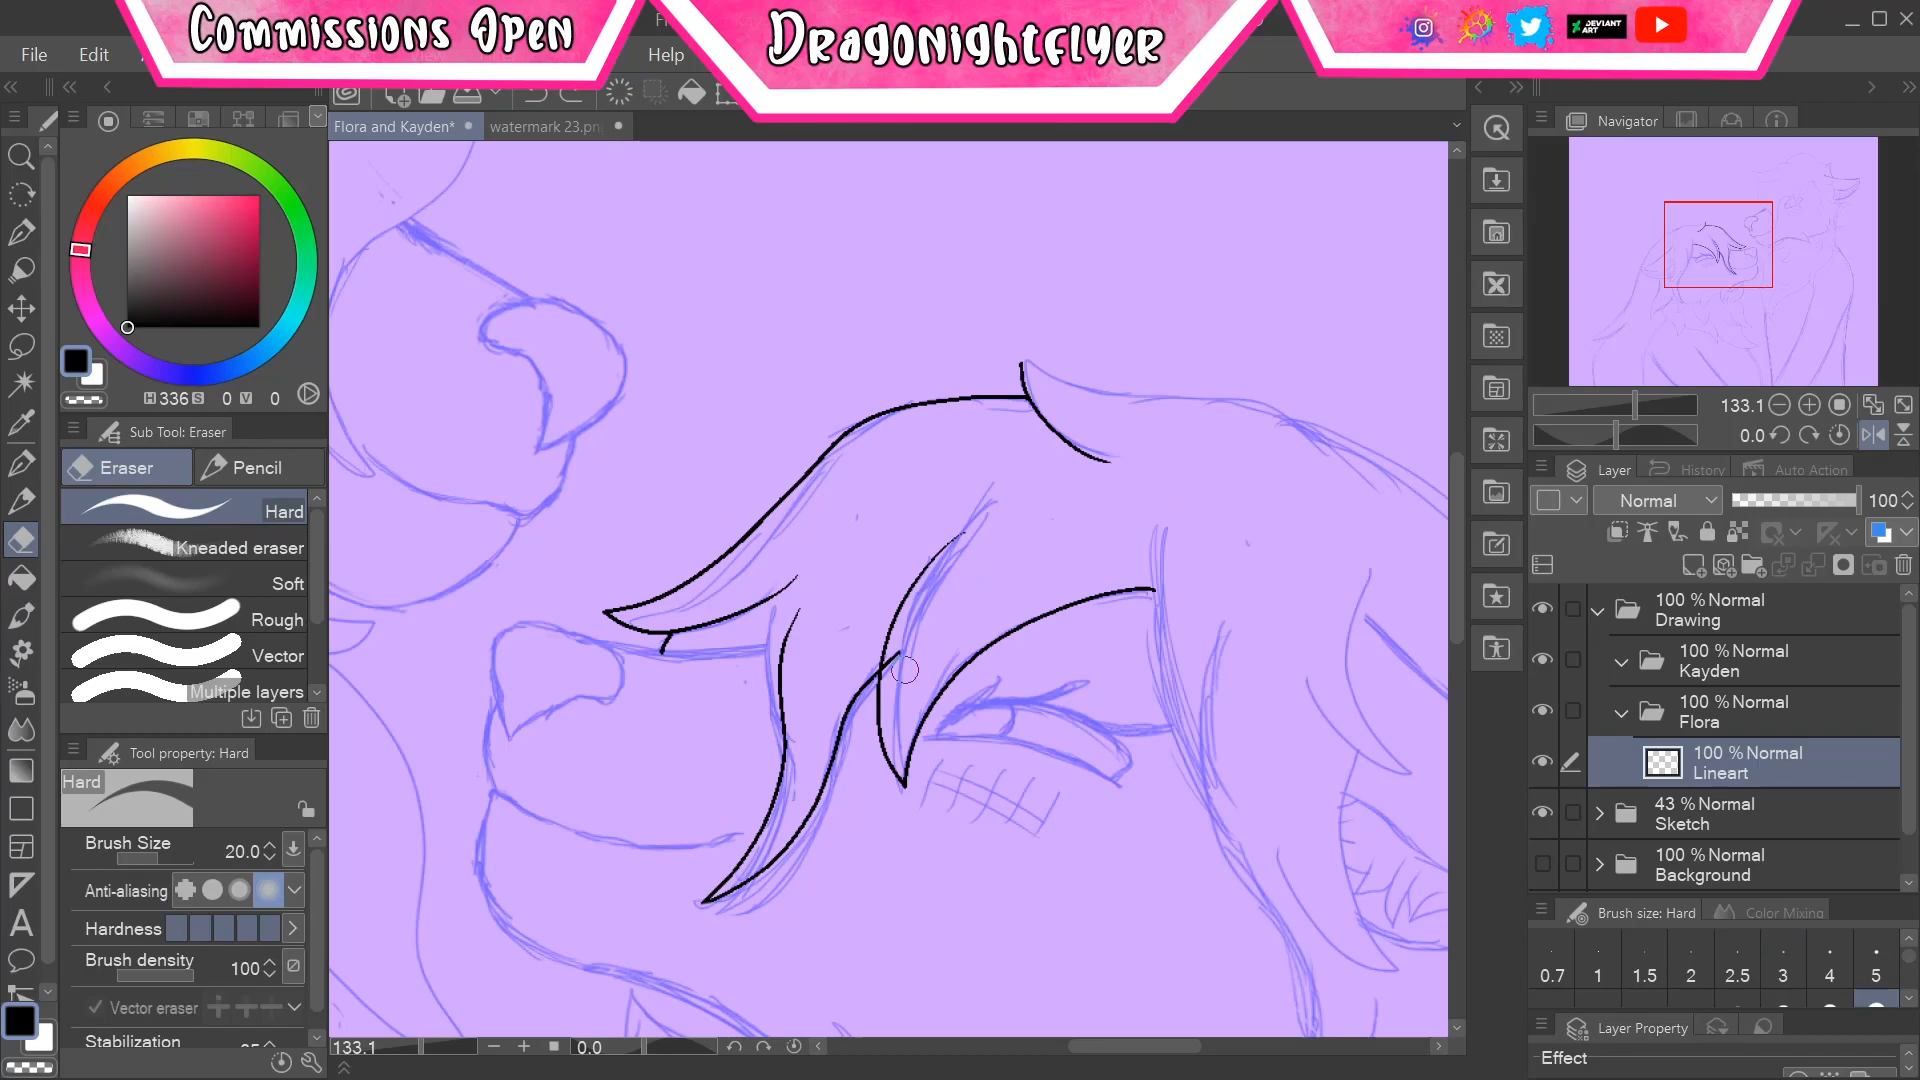 Commissions Open
Dragonightflyer
DEVIANT
ART
File
Edit
Help
Flora and Kayden*
watermark 23.pn
Navigator
H 336 S 0 V 0
133.1
0.0
Sub Tool: Eraser
Eraser
Pencil
Hard
Kneaded eraser
Soft
Rough
Vector
Multiple layers
Tool property: Hard
Hard
Brush Size
20.0
Anti-aliasing
Hardness
Brush density
100
Vector eraser
Stabilization
133.1
0.0
Layer
History
Auto Action
Normal
100
100 %Normal
Drawing
100 %Normal
Kayden
100 %Normal
Flora
100 %Normal
Lineart
43 %Normal
Sketch
100 %Normal
Background
Brush size: Hard
Color Mixing
0.7 1 1.5 2 2.5 3 4 5
Layer Property
Effect